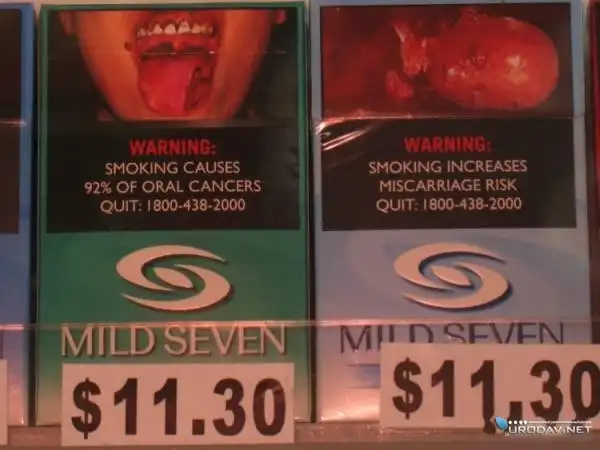 WARNING:
SMOKING CAUSES
92% OF ORAL CANCERS
QUIT: 1800-438-2000
MILD SEVEN
$11.30
WARNING:
SMOKING INCREASES
MISCARRIAGE RISK
QUIT: 1800-438-2000
MILD SEVEN
$11.30
URODAV.NET